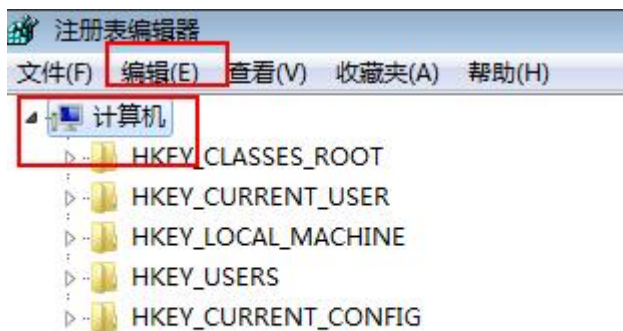 注册表编辑器
文件(F) 编辑(E) 查看(V) 收藏夹(A) 帮助(H)
计算机
HKEY_CLASSES_ROOT
HKEY_CURRENT_USER
HKEY_LOCAL_MACHINE
HKEY_USERS
HKEY_CURRENT_CONFIG